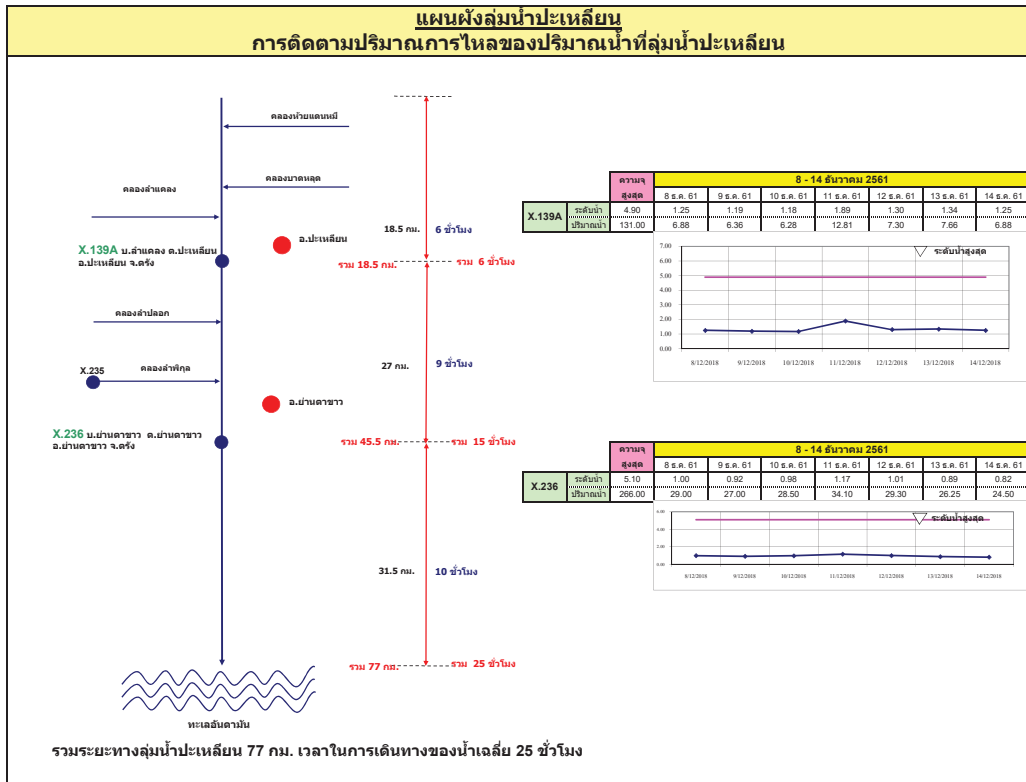 แผนผังลุ่มน้ำปะเหลียน
การติดตามปริมาณการไหลของปริมาณน้ำที่ลุ่มน้ำปะเหลียน
คลองห้วยแดนหมี
คลองบาตหลุด
คลองลำแคลง
18.5 กม. 6 ชั่วโมง
อ.ปะเหลียน
X.139A บ.ลำแคลง ต.ปะเหลียน
อ.ปะเหลียน จ.ตรัง
รวม 18.5 กม. รวม 6 ชั่วโมง
คลองลำปลอก
X.235 คลองลำพิกุล
27 กม. 9 ชั่วโมง
อ.ย่านตาขาว
X.236 บ.ย่านตาขาว ต.ย่านตาขาว
อ.ย่านตาขาว จ.ตรัง
รวม 45.5 กม. รวม 15 ชั่วโมง
31.5 กม. 10 ชั่วโมง
รวม 77 กม. รวม 25 ชั่วโมง
ทะเลอันดามัน
รวมระยะทางลุ่มน้ำปะเหลียน 77 กม. เวลาในการเดินทางของน้ำเฉลี่ย 25 ชั่วโมง
ความจุ 8 - 14 ธันวาคม 2561
สูงสุด 8 ธ.ค. 61 9 ธ.ค. 61 10 ธ.ค. 61 11 ธ.ค. 61 12 ธ.ค. 61 13 ธ.ค. 61 14 ธ.ค. 61
X.139A
ระดับน้ำ 4.90 1.25 1.19 1.18 1.89 1.30 1.34 1.25
ปริมาณน้ำ 131.00 6.88 6.36 6.28 12.81 7.30 7.66 6.88
ระดับน้ำสูงสุด
7.00
6.00
5.00
4.00
3.00
2.00
1.00
0.00
8/12/2018 9/12/2018 10/12/2018 11/12/2018 12/12/2018 13/12/2018 14/12/2018
ความจุ 8 - 14 ธันวาคม 2561
สูงสุด 8 ธ.ค. 61 9 ธ.ค. 61 10 ธ.ค. 61 11 ธ.ค. 61 12 ธ.ค. 61 13 ธ.ค. 61 14 ธ.ค. 61
X.236
ระดับน้ำ 5.10 1.00 0.92 0.98 1.17 1.01 0.89 0.82
ปริมาณน้ำ 266.00 29.00 27.00 28.50 34.10 29.30 26.25 24.50
ระดับน้ำสูงสุด
6.00
4.00
2.00
0.00
8/12/2018 9/12/2018 10/12/2018 11/12/2018 12/12/2018 13/12/2018 14/12/2018